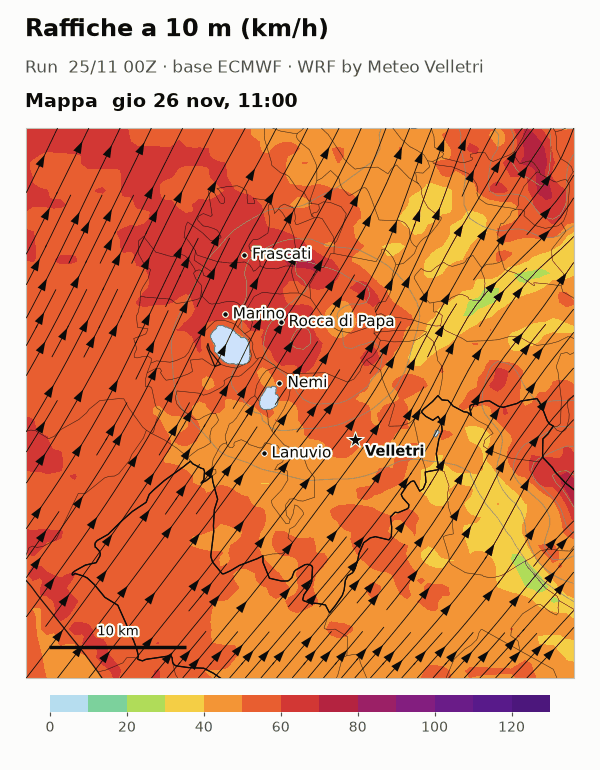 Raffiche a 10 m (km/h)
Run  25/11 00Z · base ECMWF · WRF by Meteo Velletri
Mappa  gio 26 nov, 11:00
Frascati
Marino
Rocca di Papa
Nemi
Velletri
Lanuvio
10 km
0 20 40 60 80 100 120